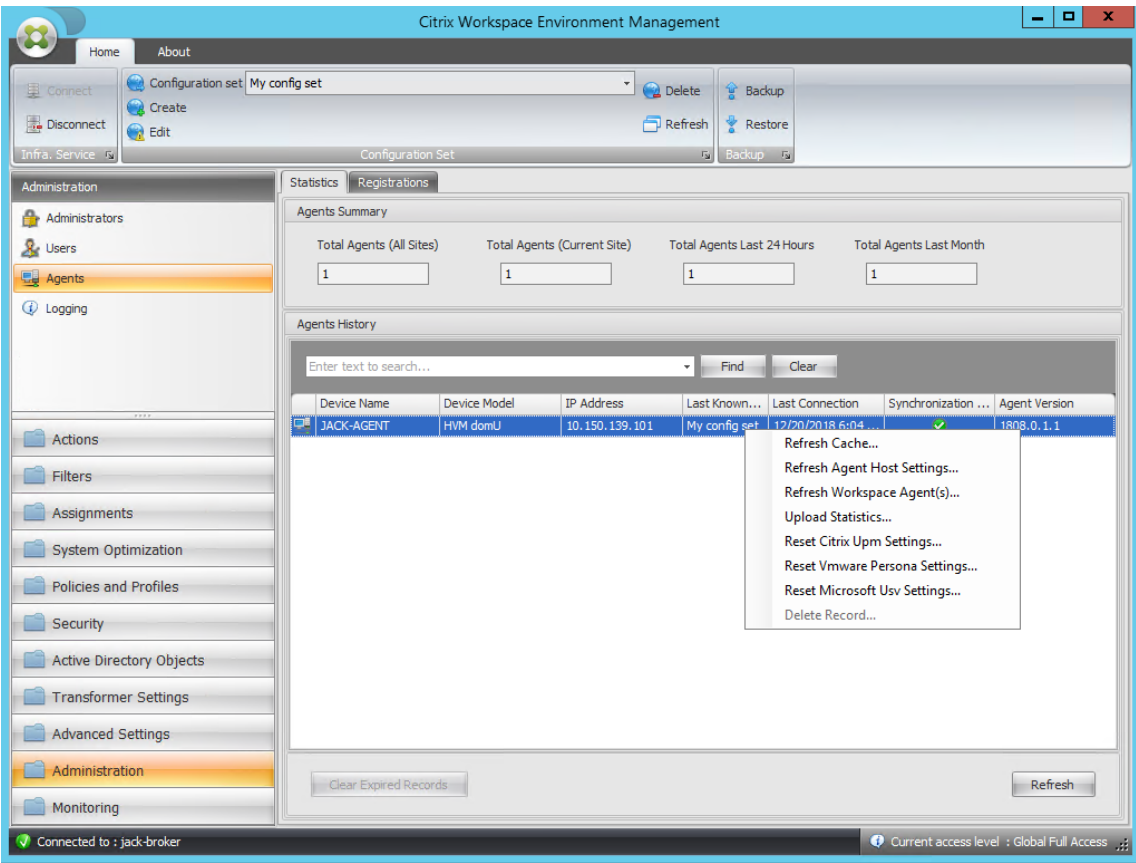 Citrix Workspace Environment Management
Home About
Connect
Disconnect
Infra. Service
Configuration set My config set
Create
Edit
Delete
Refresh
Configuration Set
Backup
Restore
Backup
Administration
Administrators
Users
Agents
Logging
Actions
Filters
Assignments
System Optimization
Policies and Profiles
Security
Active Directory Objects
Transformer Settings
Advanced Settings
Administration
Monitoring
Statistics Registrations
Agents Summary
Total Agents (All Sites) Total Agents (Current Site) Total Agents Last 24 Hours Total Agents Last Month
1 1 1 1
Agents History
Enter text to search... Find Clear
Device Name Device Model IP Address Last Known... Last Connection Synchronization ... Agent Version
JACK-AGENT HVM domU 10.150.139.101 My config set 12/20/2018 6:04 ... 1808.0.1.1
Refresh Cache...
Refresh Agent Host Settings...
Refresh Workspace Agent(s)...
Upload Statistics...
Reset Citrix Upm Settings...
Reset Vmware Persona Settings...
Reset Microsoft Usv Settings...
Delete Record...
Clear Expired Records Refresh
Connected to : jack-broker Current access level : Global Full Access